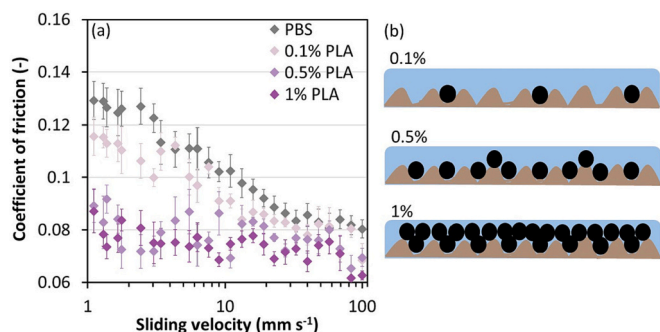 (a)
PBS
0.1% PLA
0.5% PLA
1% PLA
Coefficient of friction (-)
0.16
0.14
0.12
0.1
0.08
0.06
1
10
100
Sliding velocity (mm s⁻¹)
(b)
0.1%
0.5%
1%